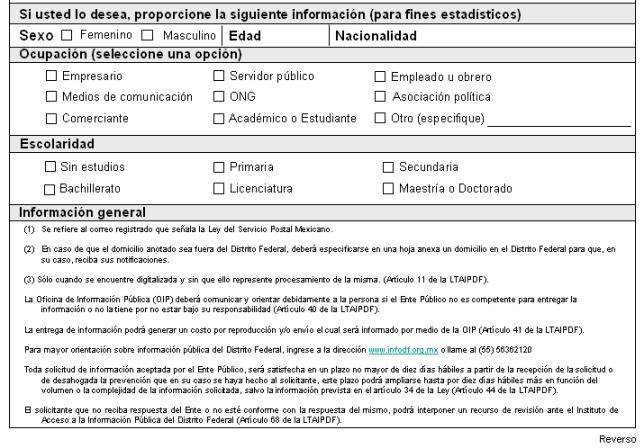 Si usted lo desea, proporcione la siguiente información (para fines estadísticos)
Sexo Femenino Masculino Edad Nacionalidad
Ocupación (seleccione una opción)
Empresario Servidor público Empleado u obrero
Medios de comunicación ONG Asociación política
Comerciante Académico o Estudiante Otro (especifique)
Escolaridad
Sin estudios Primaria Secundaria
Bachillerato Licenciatura Maestría o Doctorado
Información general
(1) Se refiere al correo registrado que señala la Ley del Servicio Postal Mexicano.
(2) En caso de que el domicilio anotado sea fuera del Distrito Federal, deberá especificarse en una hoja anexa un domicilio en el Distrito Federal para que, en
su caso, reciba sus notificaciones.
(3) Sólo cuando se encuentre digitalizada y sin que ello represente procesamiento de la misma. (Artículo 11 de la LTAIPDF).
La Oficina de Información Pública (OIP) deberá comunicar y orientar debidamente a la persona si el Ente Público no es competente para entregar la
información o no la tiene por no estar bajo su responsabilidad (Artículo 40 de la LTAIPDF).
La entrega de información podrá generar un costo por reproducción y/o envío el cual será informado por medio de la OIP (Artículo 41 de la LTAIPDF).
Para mayor orientación sobre información pública del Distrito Federal, ingrese a la dirección www.infodf.org.mx o llame al (55) 56362120
Toda solicitud de información aceptada por el Ente Público, será satisfecha en un plazo no mayor de diez días hábiles a partir de la recepción de la solicitud o
de desahogada la prevención que en su caso se haya hecho al solicitante, este plazo podrá ampliarse hasta por diez días hábiles más en función del
volumen o la complejidad de la información solicitada, salvo la información prevista en el artículo 34 de la Ley (Artículo 44 de la LTAIPDF).
El solicitante que no reciba respuesta del Ente o no esté conforme con la respuesta del mismo, podrá interponer un recurso de revisión ante el Instituto de
Acceso a la Información Pública del Distrito Federal (Artículo 68 de la LTAIPDF).
Reverso